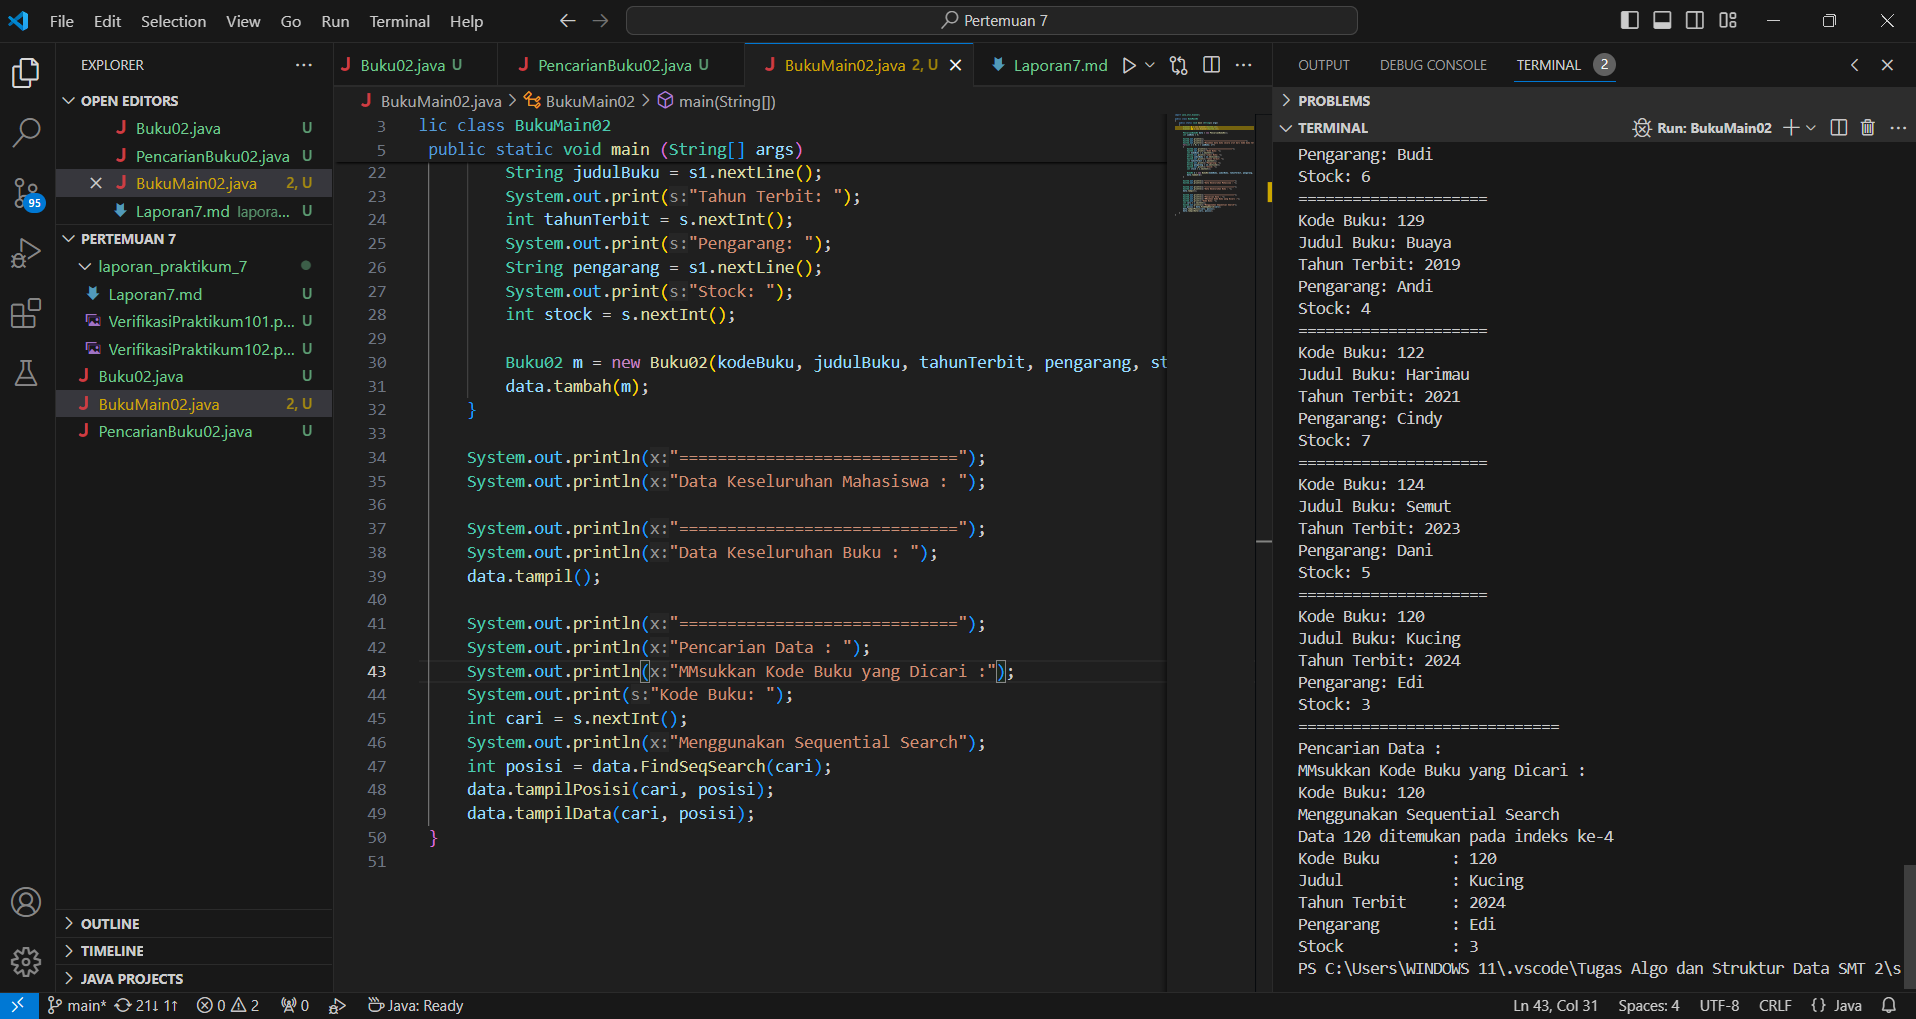 File Edit Selection View Go Run Terminal Help
Pertemuan 7
EXPLORER
OPEN EDITORS
Buku02.java U
PencarianBuku02.java U
BukuMain02.java 2, U
Laporan7.md lapora... U
PERTEMUAN 7
laporan_praktikum_7
Laporan7.md U
VerifikasiPraktikum101.p... U
VerifikasiPraktikum102.p... U
Buku02.java U
BukuMain02.java 2, U
PencarianBuku02.java U
OUTLINE
TIMELINE
JAVA PROJECTS
95
Buku02.java U
PencarianBuku02.java U
BukuMain02.java 2, U
Laporan7.md
BukuMain02.java > BukuMain02 > main(String[])
3 lic class BukuMain02
5 public static void main (String[] args)
22 String judulBuku = s1.nextLine();
23 System.out.print(s:"Tahun Terbit: ");
24 int tahunTerbit = s.nextInt();
25 System.out.print(s:"Pengarang: ");
26 String pengarang = s1.nextLine();
27 System.out.print(s:"Stock: ");
28 int stock = s.nextInt();
29
30 Buku02 m = new Buku02(kodeBuku, judulBuku, tahunTerbit, pengarang, st
31 data.tambah(m);
32 }
33
34 System.out.println(x:"=============================");
35 System.out.println(x:"Data Keseluruhan Mahasiswa : ");
36
37 System.out.println(x:"=============================");
38 System.out.println(x:"Data Keseluruhan Buku : ");
39 data.tampil();
40
41 System.out.println(x:"=============================");
42 System.out.println(x:"Pencarian Data : ");
43 System.out.println(x:"MMsukkan Kode Buku yang Dicari :");
44 System.out.print(s:"Kode Buku: ");
45 int cari = s.nextInt();
46 System.out.println(x:"Menggunakan Sequential Search");
47 int posisi = data.FindSeqSearch(cari);
48 data.tampilPosisi(cari, posisi);
49 data.tampilData(cari, posisi);
50 }
51
OUTPUT DEBUG CONSOLE TERMINAL 2
PROBLEMS
TERMINAL Run: BukuMain02
Pengarang: Budi
Stock: 6
=====================
Kode Buku: 129
Judul Buku: Buaya
Tahun Terbit: 2019
Pengarang: Andi
Stock: 4
=====================
Kode Buku: 122
Judul Buku: Harimau
Tahun Terbit: 2021
Pengarang: Cindy
Stock: 7
=====================
Kode Buku: 124
Judul Buku: Semut
Tahun Terbit: 2023
Pengarang: Dani
Stock: 5
=====================
Kode Buku: 120
Judul Buku: Kucing
Tahun Terbit: 2024
Pengarang: Edi
Stock: 3
=============================
Pencarian Data :
MMsukkan Kode Buku yang Dicari :
Kode Buku: 120
Menggunakan Sequential Search
Data 120 ditemukan pada indeks ke-4
Kode Buku : 120
Judul : Kucing
Tahun Terbit : 2024
Pengarang : Edi
Stock : 3
PS C:\Users\WINDOWS 11\.vscode\Tugas Algo dan Struktur Data SMT 2\s
main* 21↓ 1↑ 0 2 0 Java: Ready
Ln 43, Col 31 Spaces: 4 UTF-8 CRLF {} Java